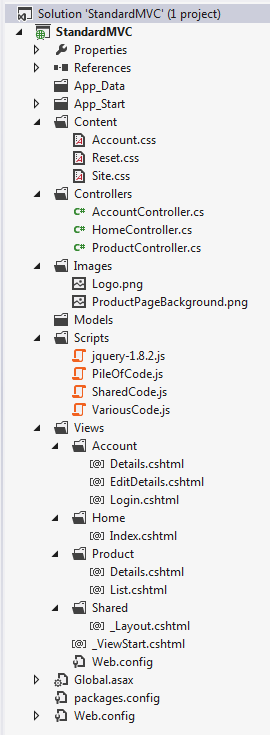 Solution 'StandardMVC' (1 project)
StandardMVC
Properties
References
App_Data
App_Start
Content
Account.css
Reset.css
Site.css
Controllers
C# AccountController.cs
C# HomeController.cs
C# ProductController.cs
Images
Logo.png
ProductPageBackground.png
Models
Scripts
jquery-1.8.2.js
PileOfCode.js
SharedCode.js
VariousCode.js
Views
Account
[@] Details.cshtml
[@] EditDetails.cshtml
[@] Login.cshtml
Home
[@] Index.cshtml
Product
[@] Details.cshtml
[@] List.cshtml
Shared
[@] _Layout.cshtml
[@] _ViewStart.cshtml
Web.config
Global.asax
packages.config
Web.config